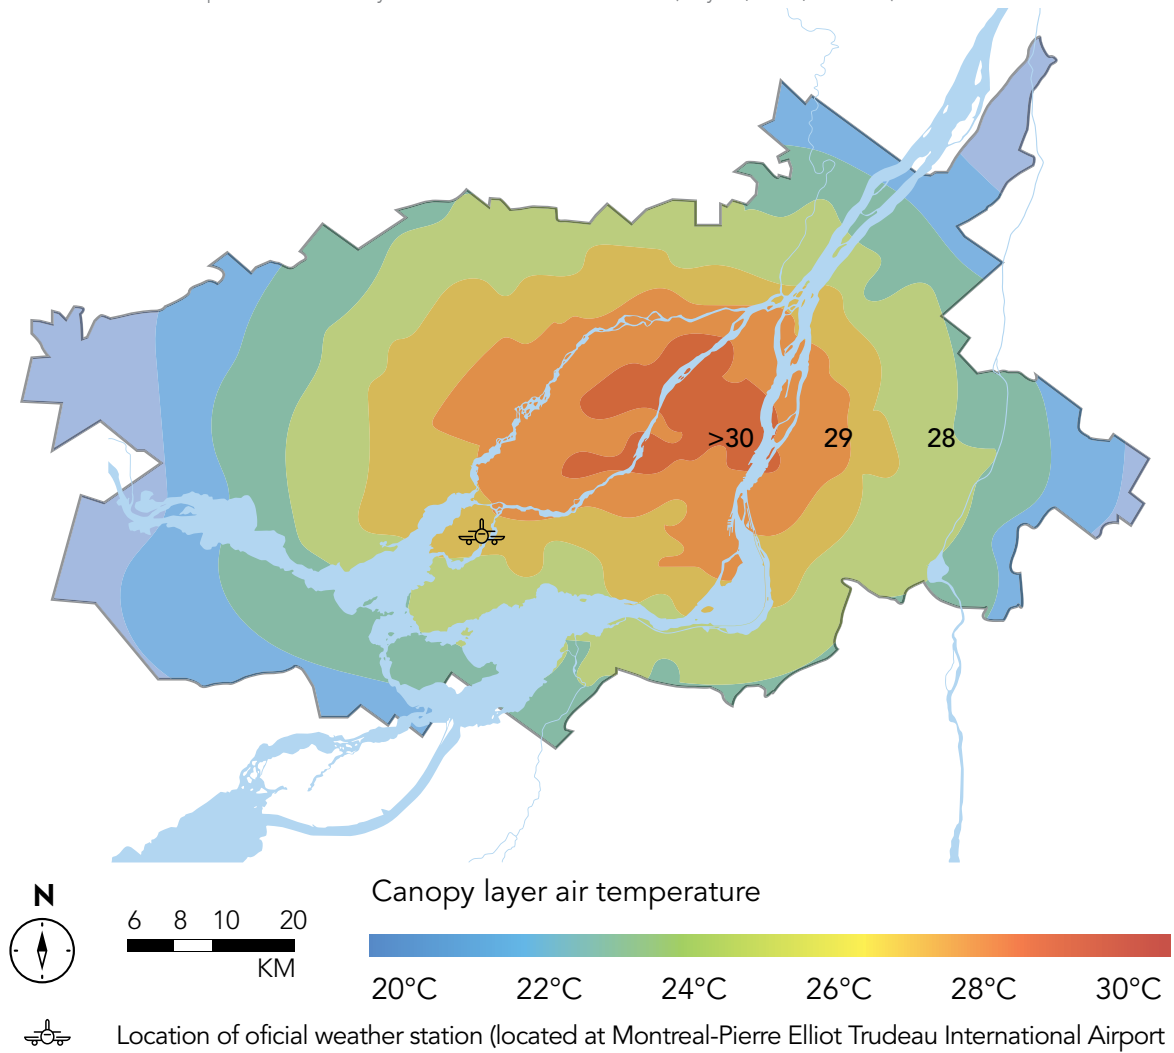 >30
29
28
N
6 8 10 20
KM
Canopy layer air temperature
20°C 22°C 24°C 26°C 28°C 30°C
Location of oficial weather station (located at Montreal-Pierre Elliot Trudeau International Airport